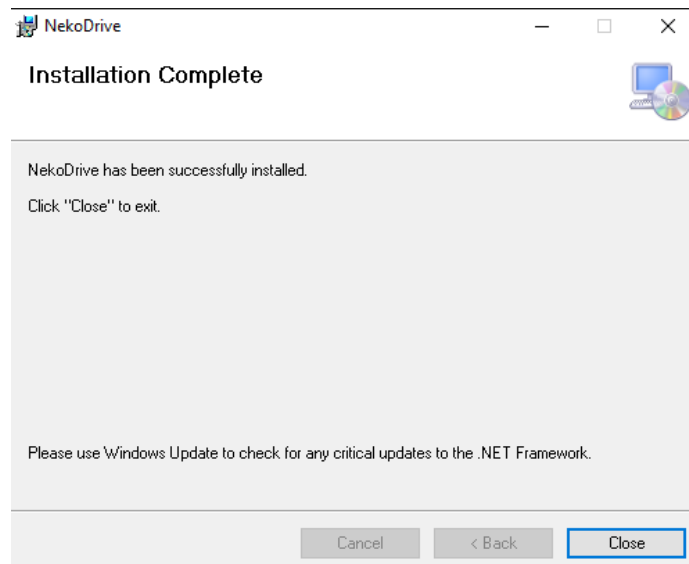 NekoDrive
Installation Complete
NekoDrive has been successfully installed.
Click "Close" to exit.
Please use Windows Update to check for any critical updates to the .NET Framework.
Cancel
< Back
Close